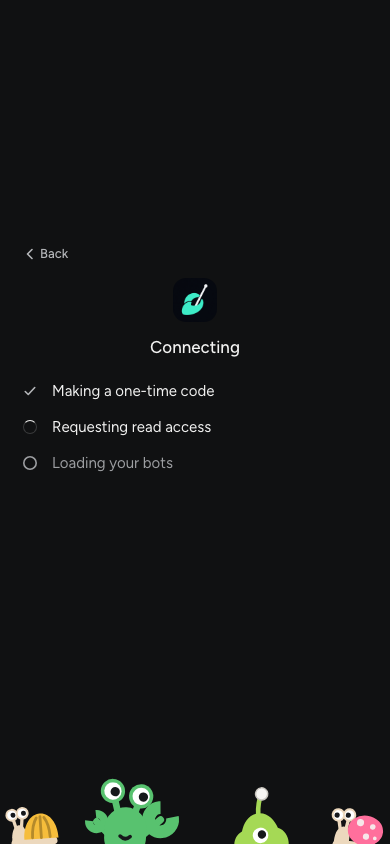 Back
Connecting
Making a one-time code
Requesting read access
Loading your bots